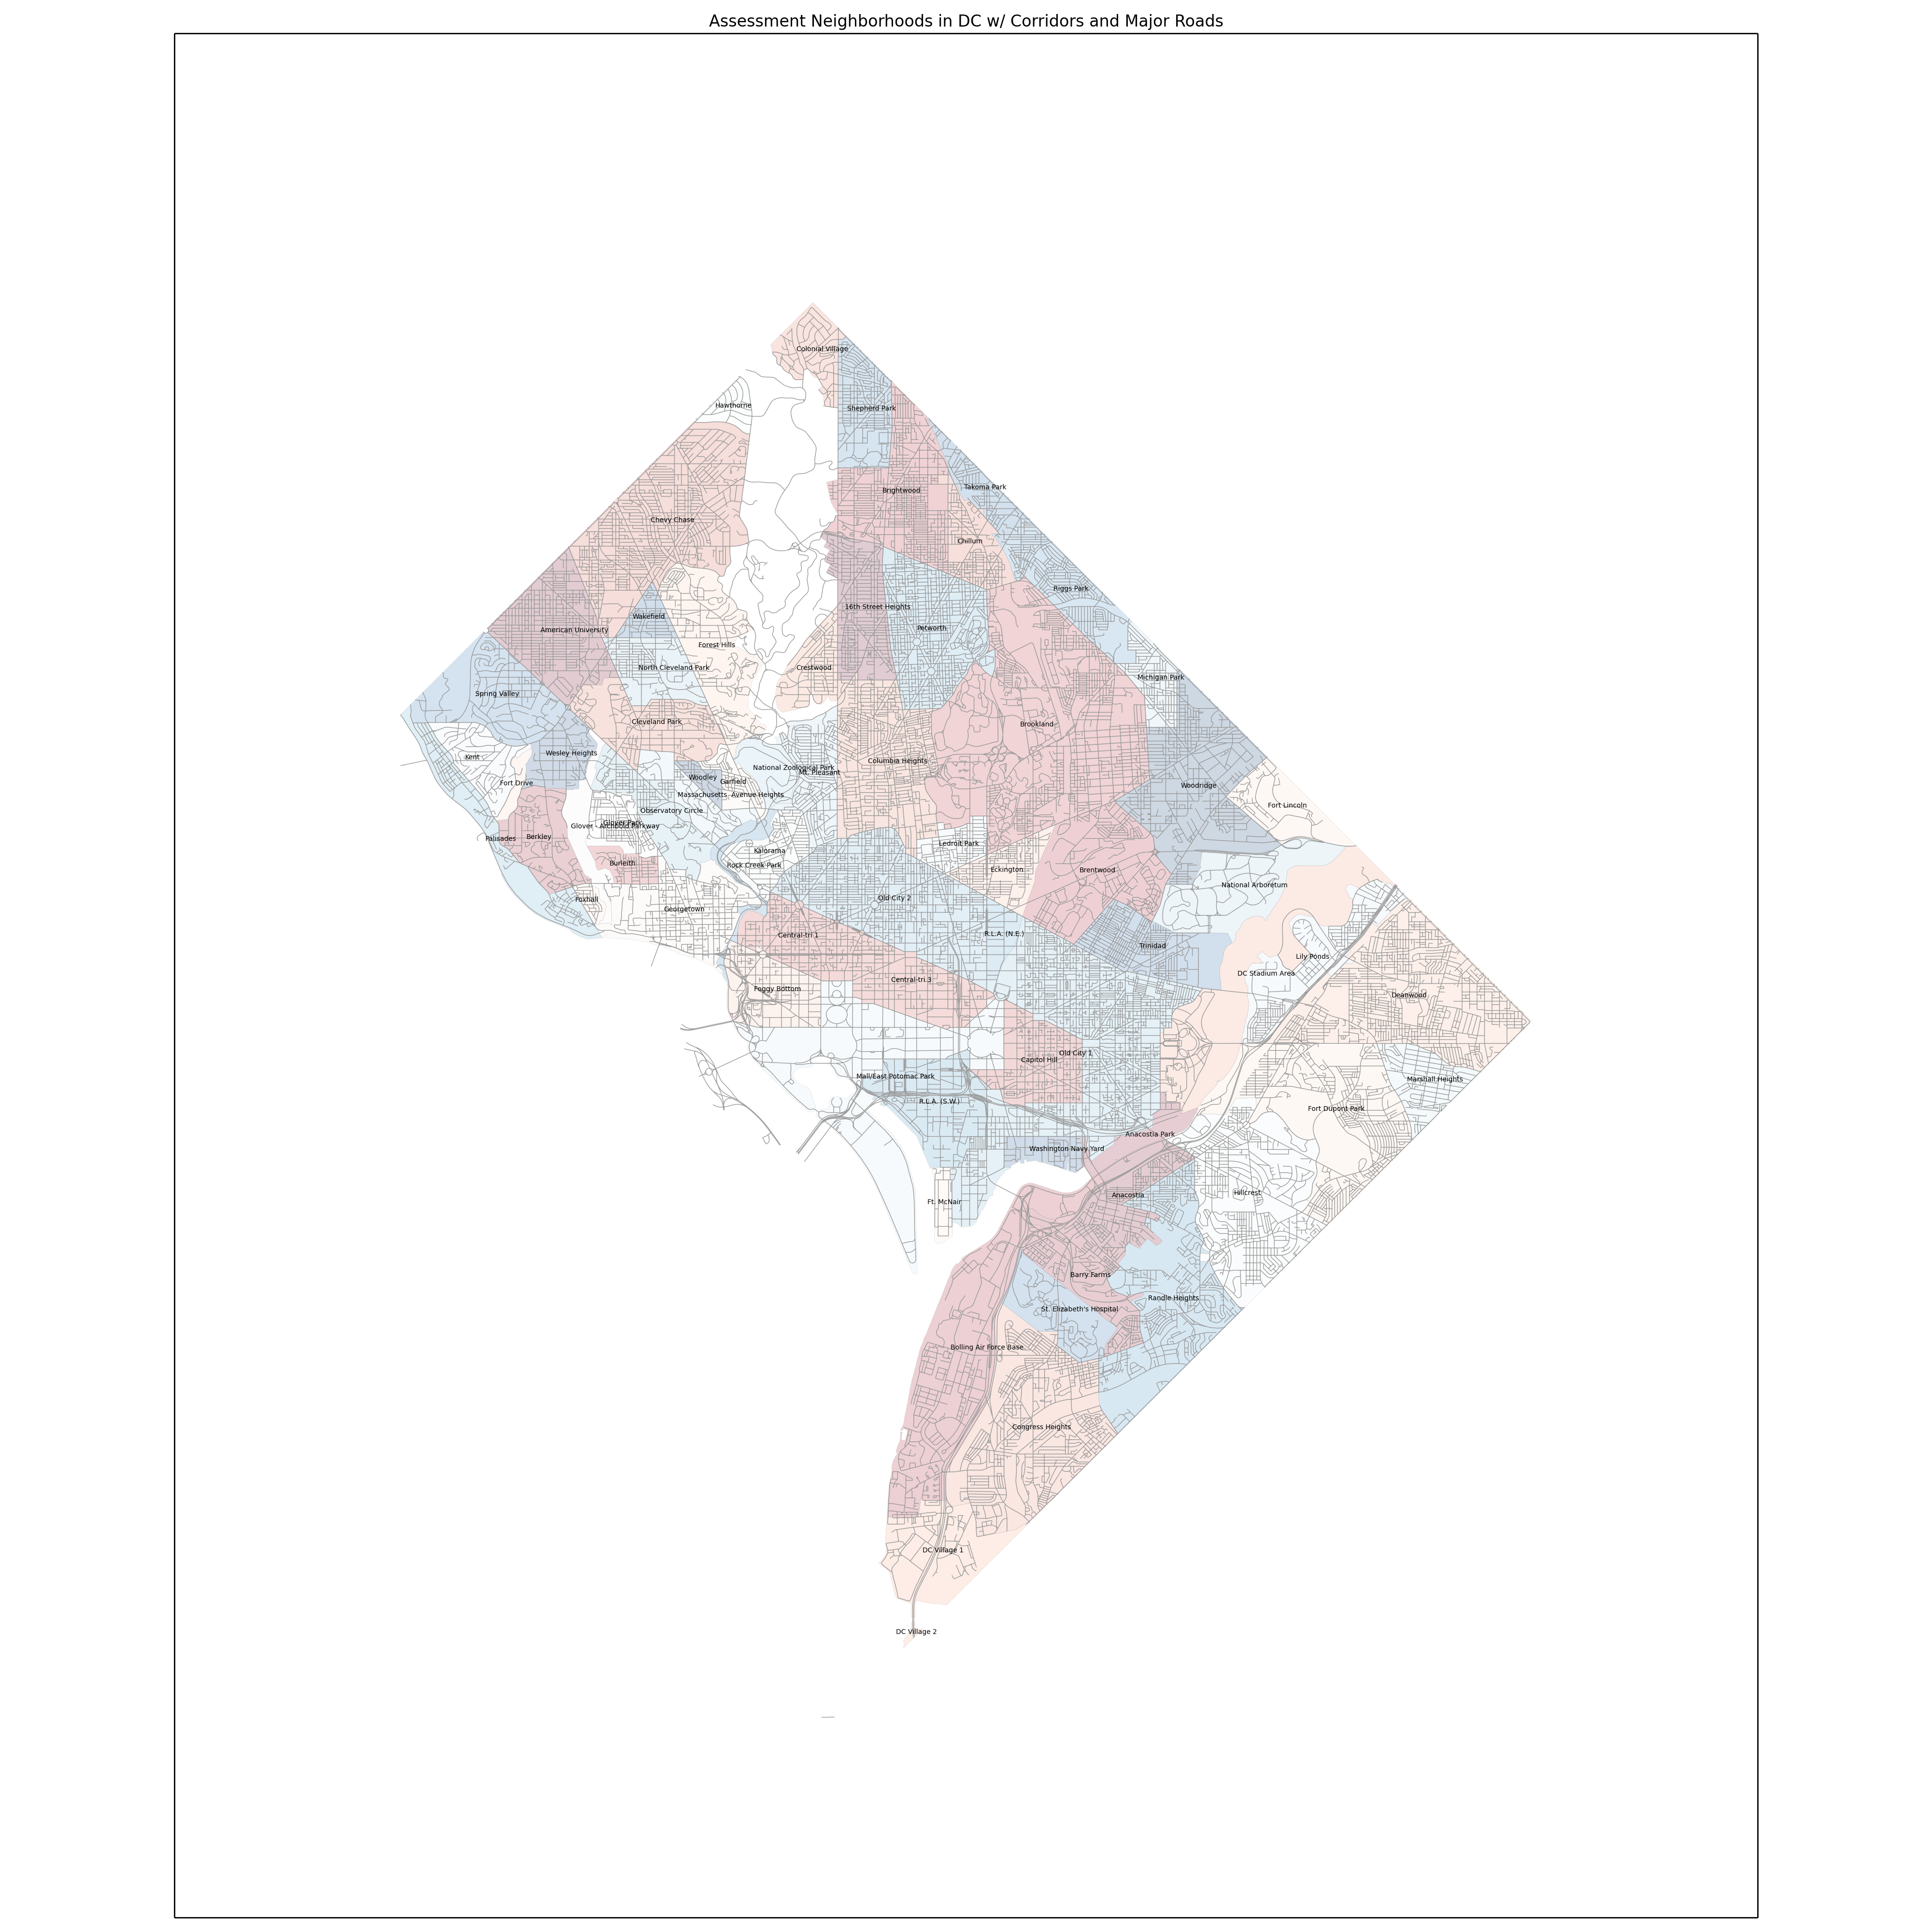 Assessment Neighborhoods in DC w/ Corridors and Major Roads
Colonial Village
Hawthorne
Shepherd Park
Takoma Park
Brightwood
Chevy Chase
Chillum
Riggs Park
16th Street Heights
Wakefield
Petworth
American University
Forest Hills
North Cleveland Park
Crestwood
Michigan Park
Spring Valley
Cleveland Park
Brookland
Wesley Heights
Kent
Columbia Heights
National Zoological Park
Mt. Pleasant
Woodley
Garfield
Fort Drive
Woodridge
Massachusetts Avenue Heights
Fort Lincoln
Observatory Circle
Glover Park
Glover - Archbold Parkway
Palisades
Berkley
Ledroit Park
Kalorama
Burleith
Rock Creek Park
Eckington
Brentwood
National Arboretum
Old City 2
Foxhall
Georgetown
Central-tri 1
R.L.A. (N.E.)
Trinidad
Lily Ponds
DC Stadium Area
Central-tri 3
Foggy Bottom
Deanwood
Old City 1
Capitol Hill
Mall/East Potomac Park
Marshall Heights
R.L.A. (S.W.)
Fort Dupont Park
Anacostia Park
Washington Navy Yard
Hillcrest
Anacostia
Ft. McNair
Barry Farms
Randle Heights
St. Elizabeth's Hospital
Bolling Air Force Base
Congress Heights
DC Village 1
DC Village 2